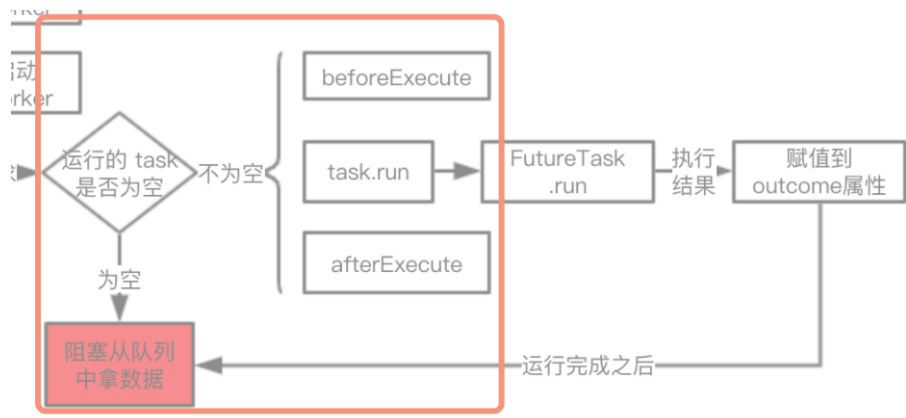 rker
启动
orker
运行的 task
是否为空
不为空
beforeExecute
task.run
FutureTask
.run
执行
结果
赋值到
outcome属性
afterExecute
为空
阻塞从队列
中拿数据
运行完成之后